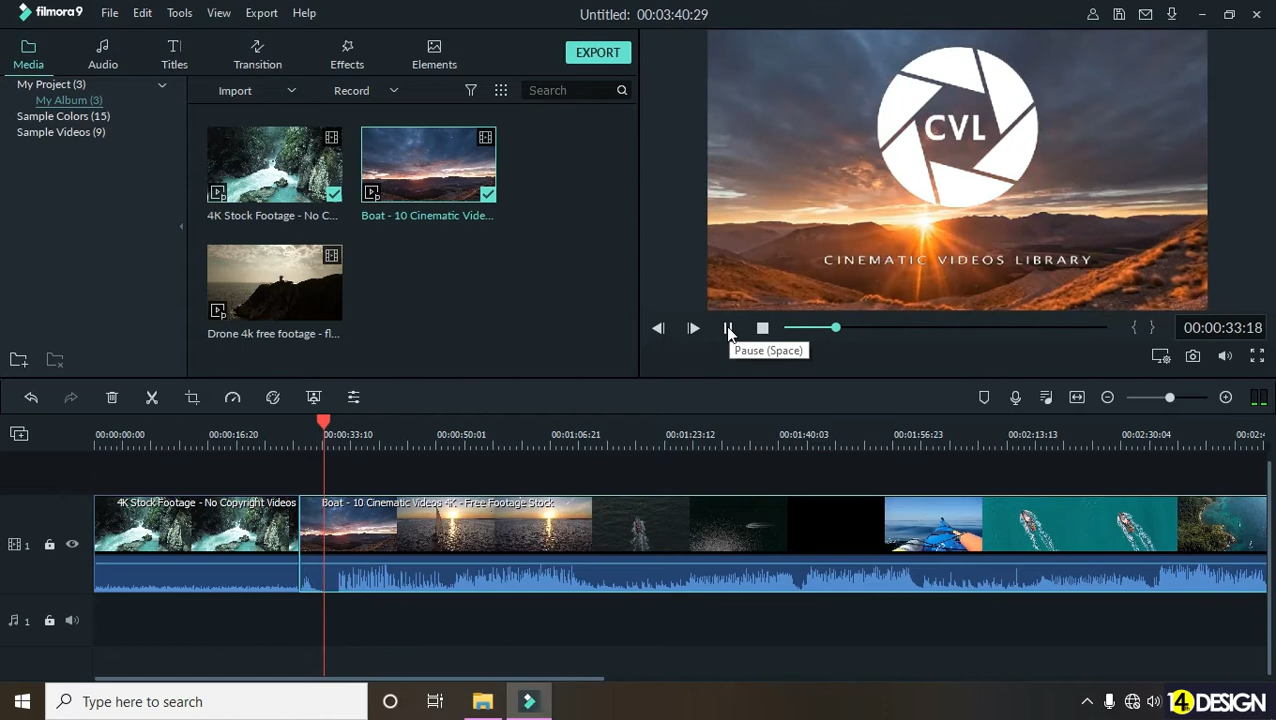 filmora9 File Edit Tools View Export Help Untitled: 00:03:40:29
Media Audio Titles Transition Effects Elements EXPORT
My Project (3)
My Album (3)
Sample Colors (15)
Sample Videos (9)
Import Record Search
4K Stock Footage - No C... Boat - 10 Cinematic Vide...
Drone 4k free footage - fl...
CVL
CINEMATIC VIDEOS LIBRARY
00:00:33:18
Pause (Space)
00:00:00:00 00:00:16:20 00:00:33:10 00:00:50:01 00:01:06:21 00:01:23:12 00:01:40:03 00:01:56:23 00:02:13:13 00:02:30:04 00:02:4
4K Stock Footage - No Copyright Videos Boat - 10 Cinematic Videos 4K - Free Footage Stock
1
1
Type here to search
4 DESIGN